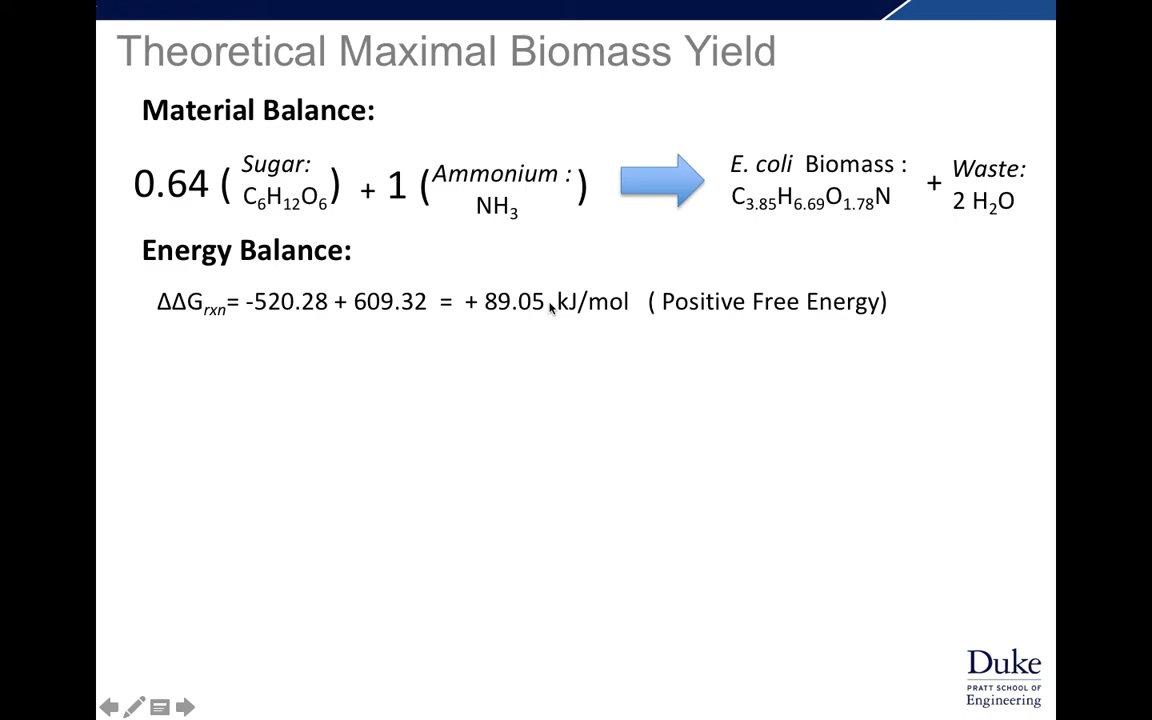 Theoretical Maximal Biomass Yield
Material Balance:
0.64 ( Sugar: C₆H₁₂O₆ ) + 1 ( Ammonium : NH₃ ) E. coli Biomass : C₃.₈₅H₆.₆₉O₁.₇₈N + Waste: 2 H₂O
Energy Balance:
ΔΔGrxn= -520.28 + 609.32 = + 89.05 kJ/mol ( Positive Free Energy)
Duke
PRATT SCHOOL OF
Engineering